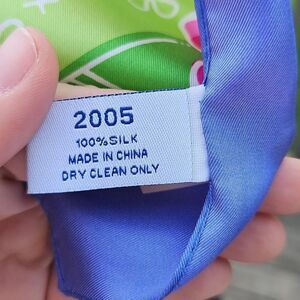 2005
100% SILK
MADE IN CHINA
DRY CLEAN ONLY